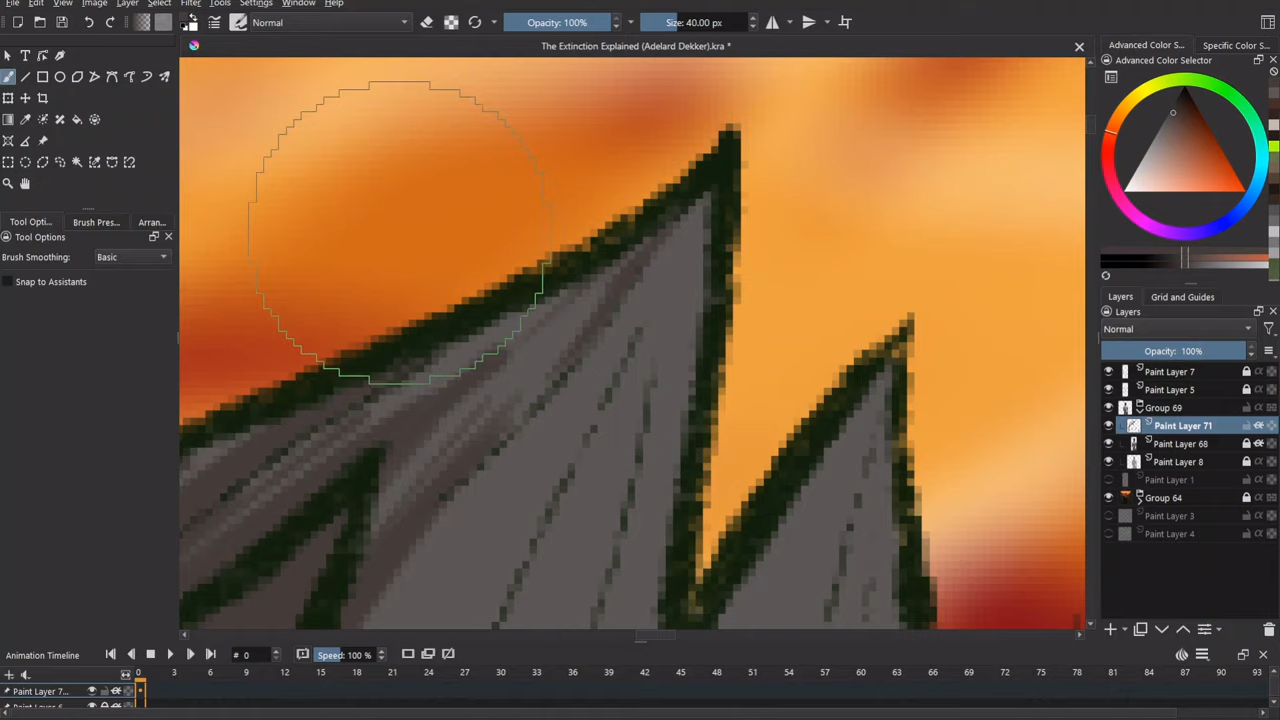 File Edit View Image Layer Select Filter Tools Settings Window Help
Normal
Opacity: 100%
Size: 40.00 px
The Extinction Explained (Adelard Dekker).kra *
Advanced Color S...
Specific Color S...
Advanced Color Selector
Tool Opti...
Brush Pres...
Arran...
Tool Options
Brush Smoothing:
Basic
Snap to Assistants
Layers
Grid and Guides
Layers
Normal
Opacity: 100%
Paint Layer 7
Paint Layer 5
Group 69
Paint Layer 71
Paint Layer 68
Paint Layer 8
Paint Layer 1
Group 64
Paint Layer 3
Paint Layer 4
Animation Timeline
# 0
Speed: 100 %
0 3 6 9 12 15 18 21 24 27 30 33 36 39 42 45 48 51 54 57 60 63 66 69 72 75 78 81 84 87 90 93
Paint Layer 7...